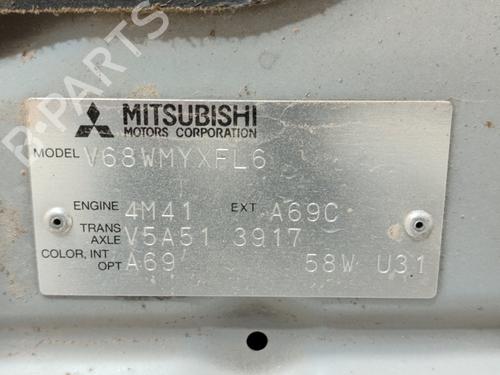 B-PARTS
MITSUBISHI
MOTORS CORPORATION
MODEL V68WMYXFL6
ENGINE 4M41 EXT A69C
TRANS AXLE V5A51 3917
COLOR, INT OPT A69 58W U31